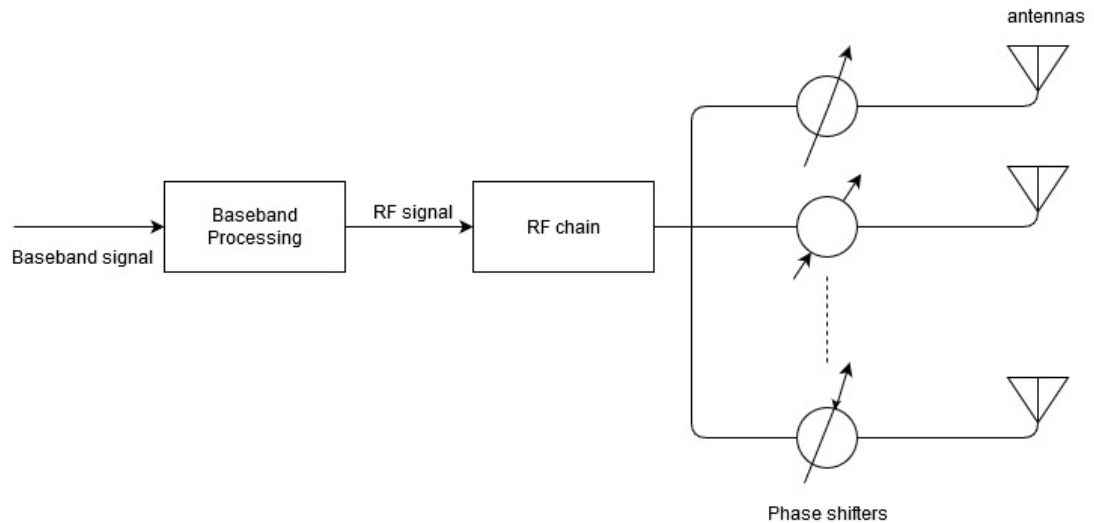 antennas
Baseband
Processing
RF signal
RF chain
Baseband signal
Phase shifters